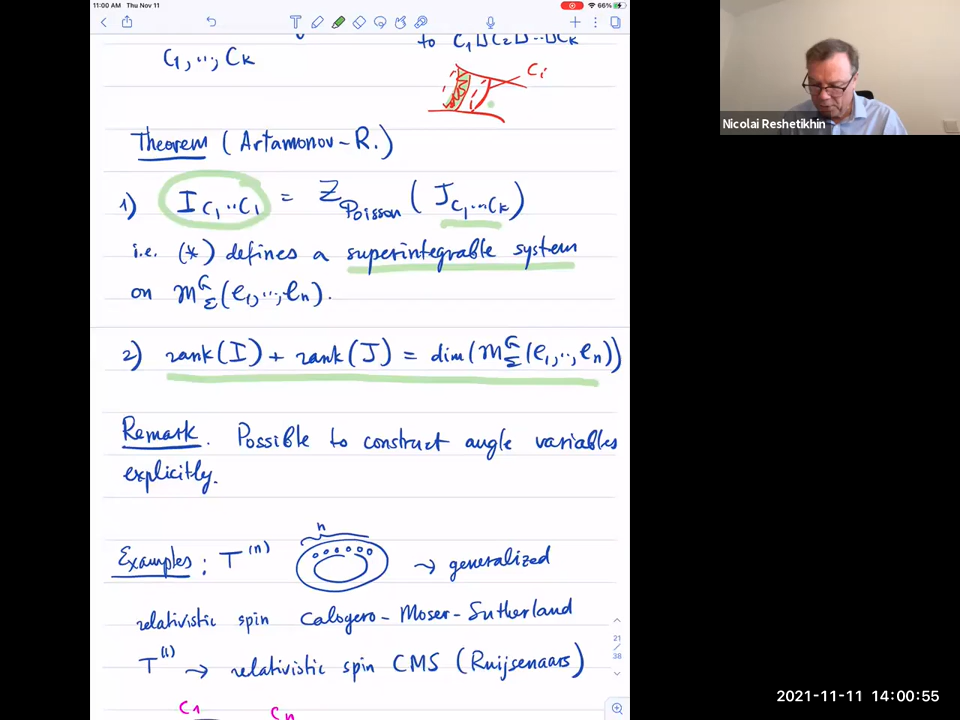 11:00 AM Thu Nov 11
66%
to C₁ ⊔ C₂ ⊔ ... ⊔ Cₖ
C₁, .., Cₖ
Cᵢ
Theorem (Artamonov - R.)
1) I_{C₁..C₁} = Z_{Poisson} (J_{C₁...Cₖ})
i.e. (*) defines a superintegrable system
on m^G_Σ(e₁, .., eₙ).
2) rank(I) + rank(J) = dim(m^G_Σ(e₁, .., eₙ))
Remark. Possible to construct angle variables
explicitly.
n
Examples : T^(n) → generalized
relativistic spin Calogero - Moser - Sutherland
T^(1) → relativistic spin CMS (Ruijsenaars)
C₁ Cₙ
21
/
38
Nicolai Reshetikhin
2021-11-11 14:00:55